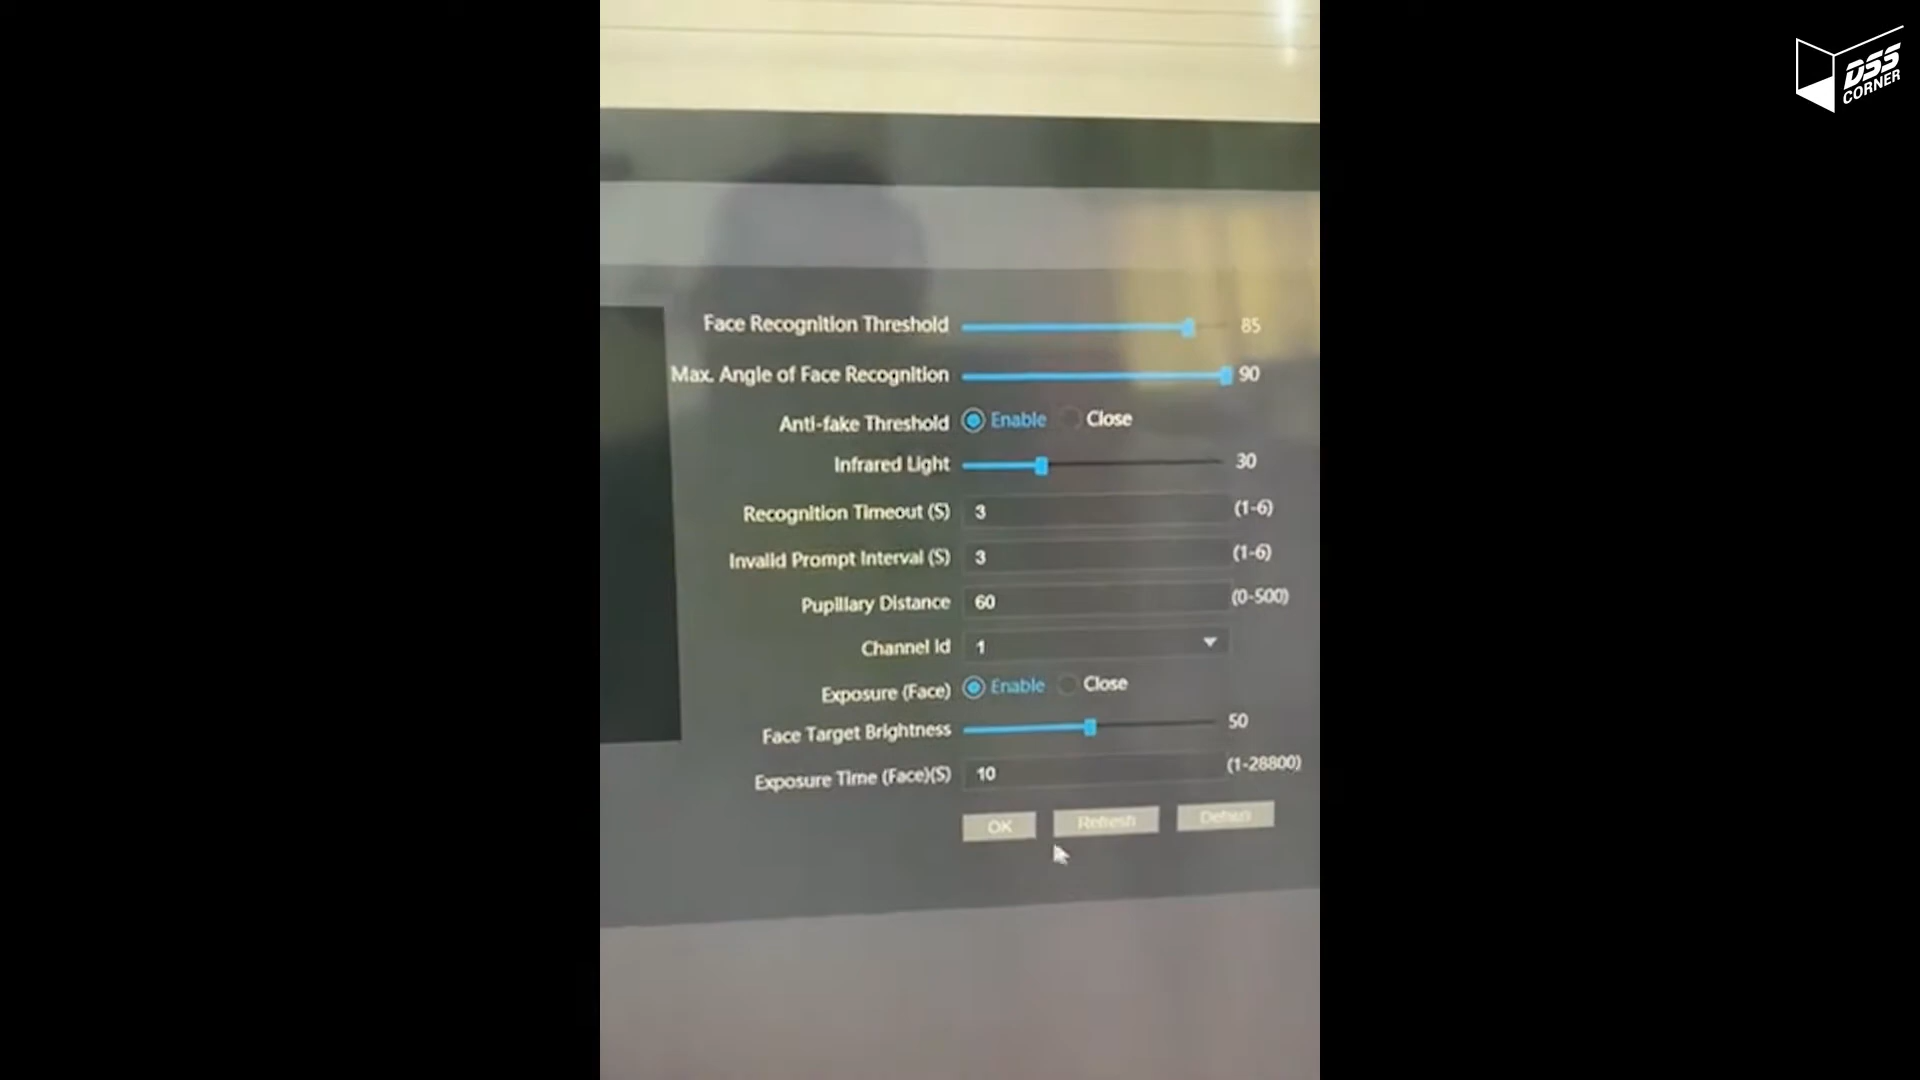 DSS
CORNER
Face Recognition Threshold 85
Max. Angle of Face Recognition 90
Anti-fake Threshold Enable Close
Infrared Light 30
Recognition Timeout (S) 3 (1-6)
Invalid Prompt Interval (S) 3 (1-6)
Pupillary Distance 60 (0-500)
Channel Id 1
Exposure (Face) Enable Close
Face Target Brightness 50
Exposure Time (Face)(S) 10 (1-28800)
OK Refresh Default